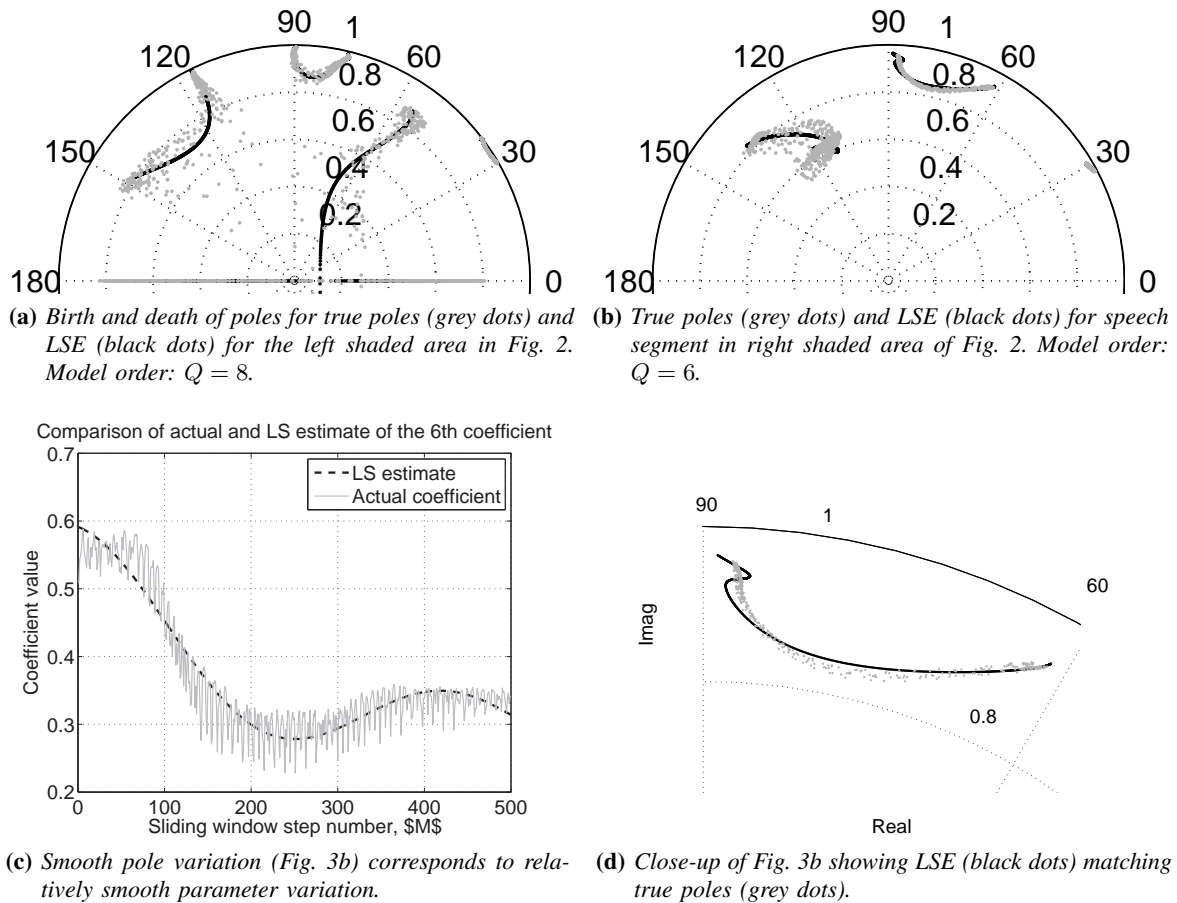 90
1
120
60
0.8
0.6
150
30
0.4
0.2
180
0
90
1
120
60
0.8
0.6
150
30
0.4
0.2
180
0
(a) Birth and death of poles for true poles (grey dots) and
LSE (black dots) for the left shaded area in Fig. 2.
Model order: Q = 8.
(b) True poles (grey dots) and LSE (black dots) for speech
segment in right shaded area of Fig. 2. Model order:
Q = 6.
Comparison of actual and LS estimate of the 6th coefficient
0.7
0.6
0.5
0.4
0.3
0.2
Coefficient value
LS estimate
Actual coefficient
0 100 200 300 400 500
Sliding window step number, $M$
90
1
60
Imag
0.8
Real
(c) Smooth pole variation (Fig. 3b) corresponds to rela-
tively smooth parameter variation.
(d) Close-up of Fig. 3b showing LSE (black dots) matching
true poles (grey dots).